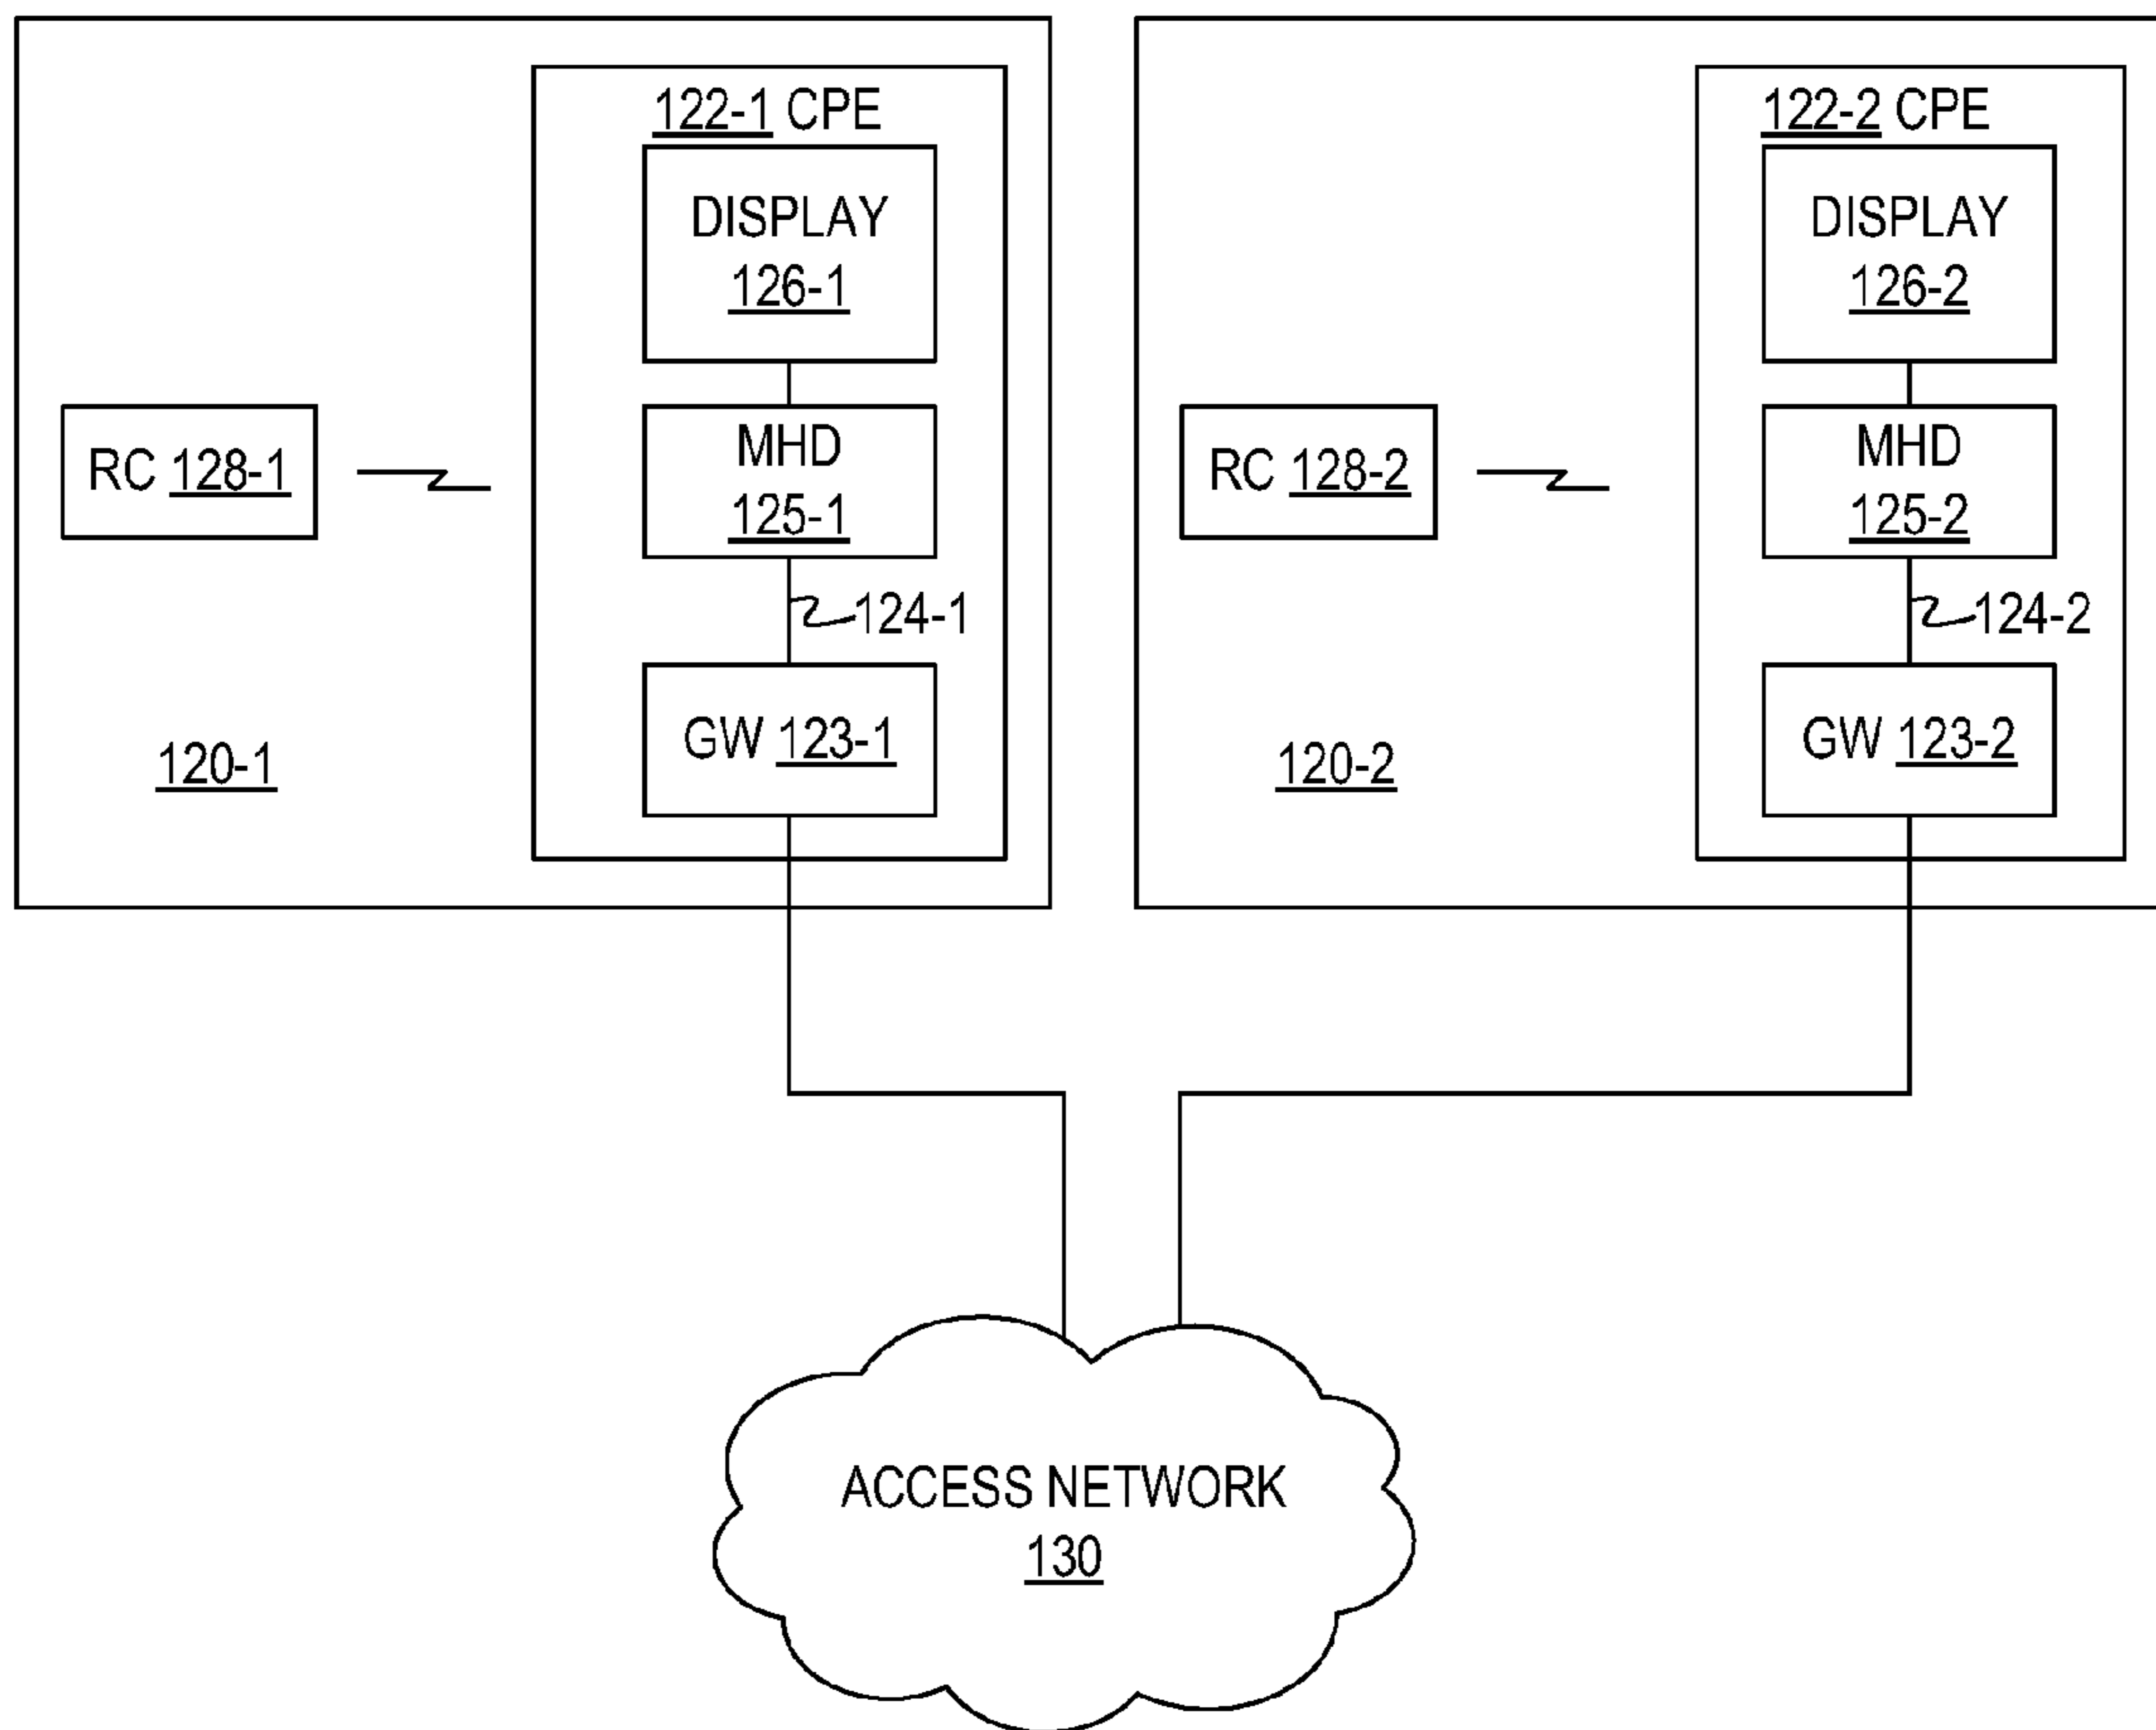 122-1 CPE
DISPLAY
126-1
RC 128-1
MHD
125-1
124-1
GW 123-1
120-1
122-2 CPE
DISPLAY
126-2
RC 128-2
MHD
125-2
124-2
GW 123-2
120-2
ACCESS NETWORK
130